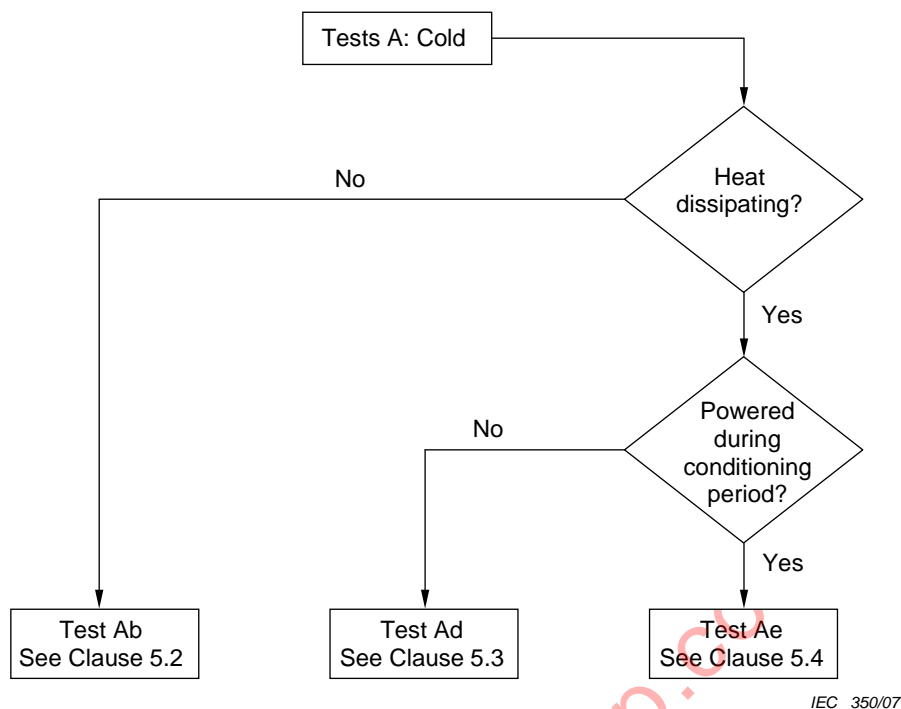 Tests A: Cold
Heat
dissipating?
No
Yes
Powered
during
conditioning
period?
No
Yes
Test Ab
See Clause 5.2
Test Ad
See Clause 5.3
Test Ae
See Clause 5.4
IEC 350/07